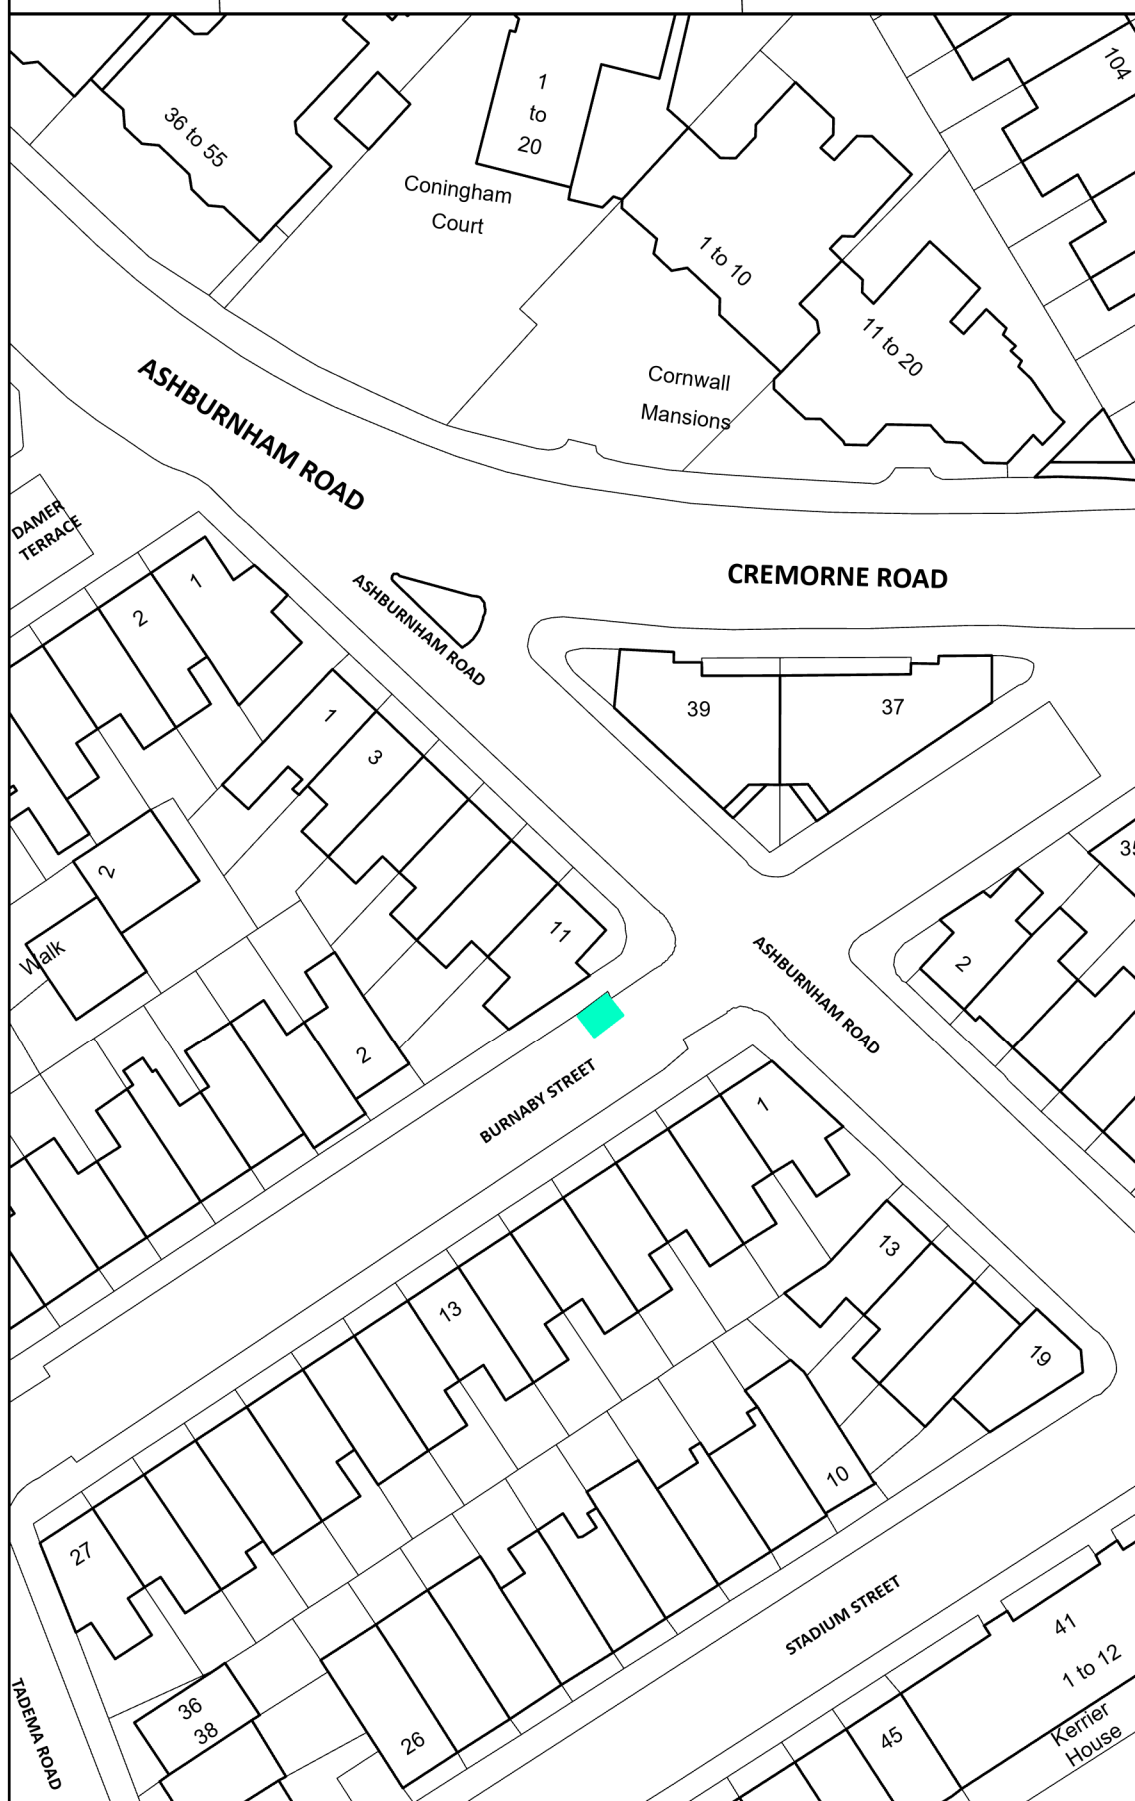 104
1
to
20
36 to 55
Coningham
Court
1 to 10
11 to 20
Cornwall
Mansions
ASHBURNHAM ROAD
DAMER
TERRACE
CREMORNE ROAD
1
2
ASHBURNHAM ROAD
39
37
1
3
35
2
11
2
Walk
ASHBURNHAM ROAD
2
BURNABY STREET
1
13
13
19
10
27
STADIUM STREET
41
1 to 12
36
38
26
45
Kerrier
House
TADEMA ROAD